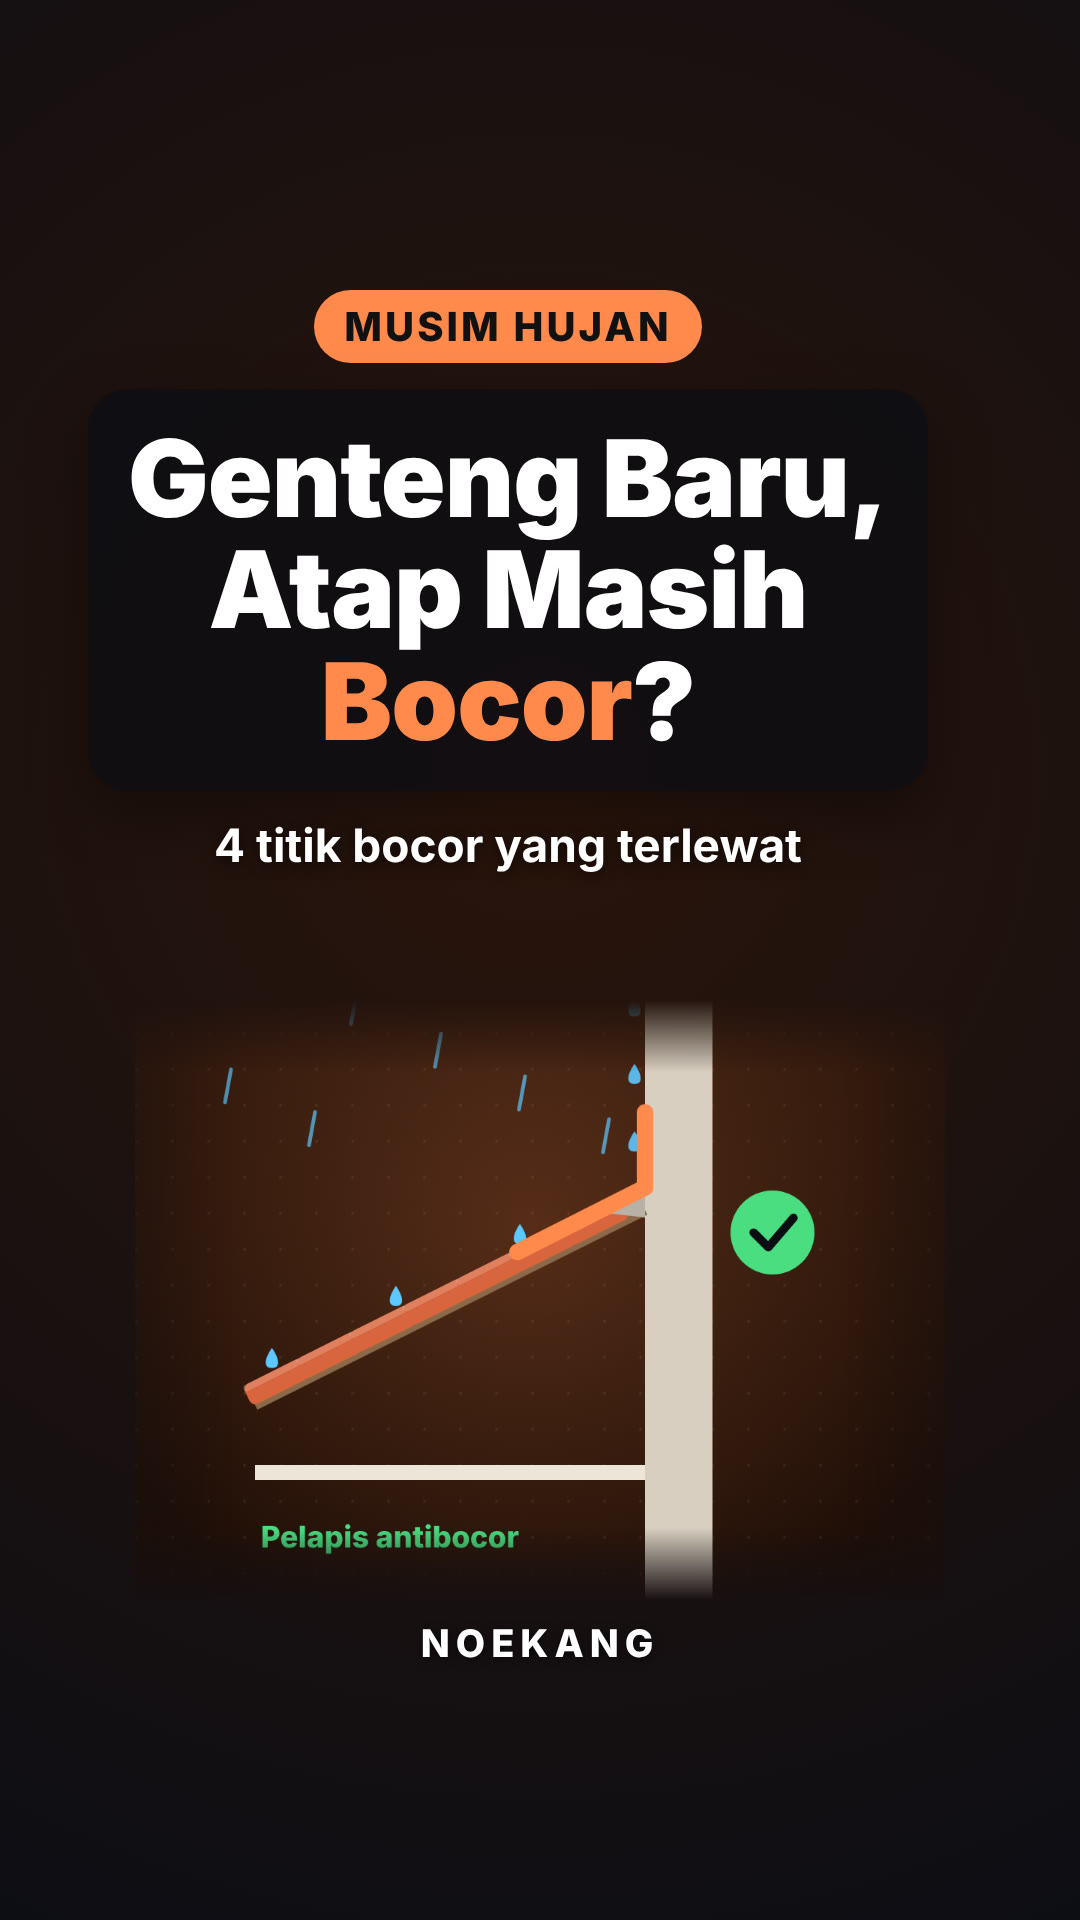 MUSIM HUJAN
Genteng Baru,
Atap Masih
Bocor?
4 titik bocor yang terlewat
Pelapis antibocor
NOEKANG